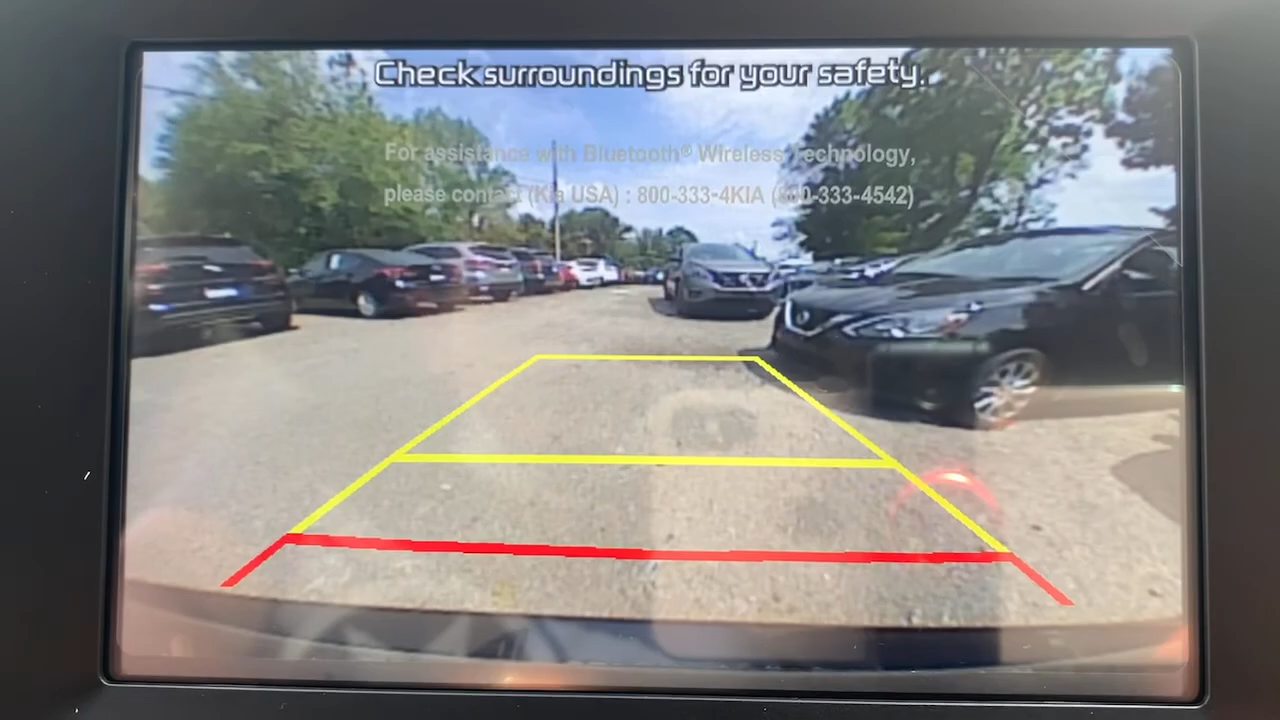 Check surroundings for your safety.
For assistance with Bluetooth® Wireless Technology,
please contact (Kia USA) : 800-333-4KIA (800-333-4542)